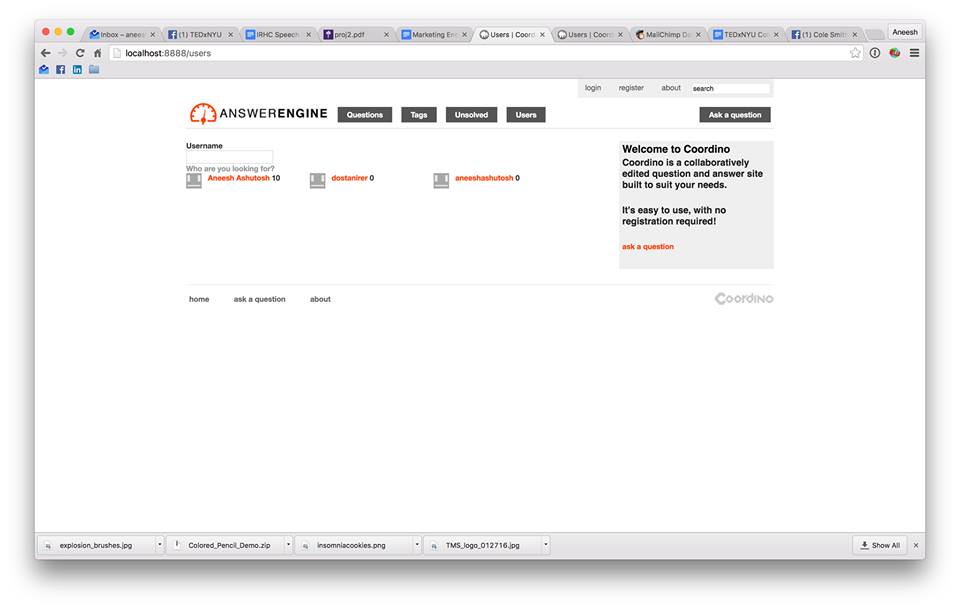 Inbox – aneesh
(1) TEDxNYU
IRHC Speech
proj2.pdf
Marketing Eng
Users | Coord
Users | Coordi
MailChimp Da
TEDxNYU Col
(1) Cole Smith
Aneesh
localhost:8888/users
login register about search
ANSWERENGINE Questions Tags Unsolved Users Ask a question
Username
Who are you looking for?
Aneesh Ashutosh 10 dostanirer 0 aneeshashutosh 0
Welcome to Coordino
Coordino is a collaboratively
edited question and answer site
built to suit your needs.
It's easy to use, with no
registration required!
ask a question
home ask a question about COORDINO
explosion_brushes.jpg Colored_Pencil_Demo.zip insomniacookies.png TMS_logo_012716.jpg Show All